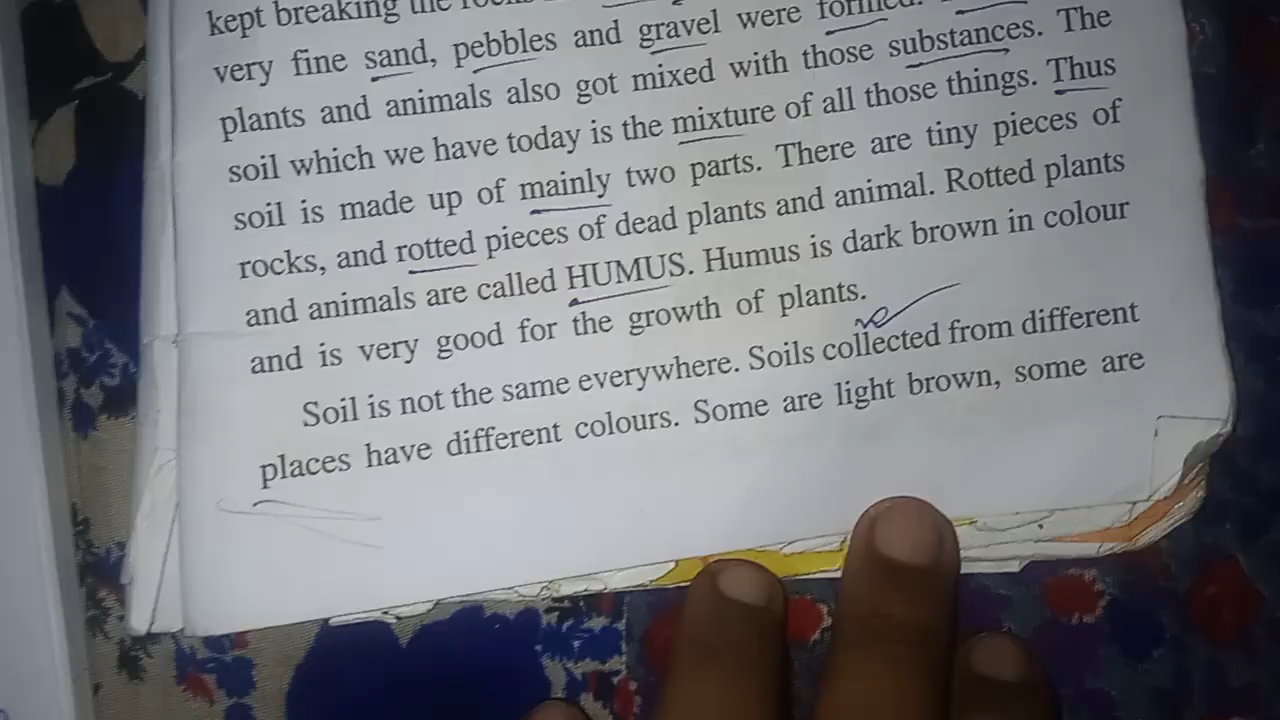 kept breaking the
very fine sand, pebbles and gravel were formed.
plants and animals also got mixed with those substances. The
soil which we have today is the mixture of all those things. Thus
soil is made up of mainly two parts. There are tiny pieces of
rocks, and rotted pieces of dead plants and animal. Rotted plants
and animals are called HUMUS. Humus is dark brown in colour
and is very good for the growth of plants.
Soil is not the same everywhere. Soils collected from different
places have different colours. Some are light brown, some are